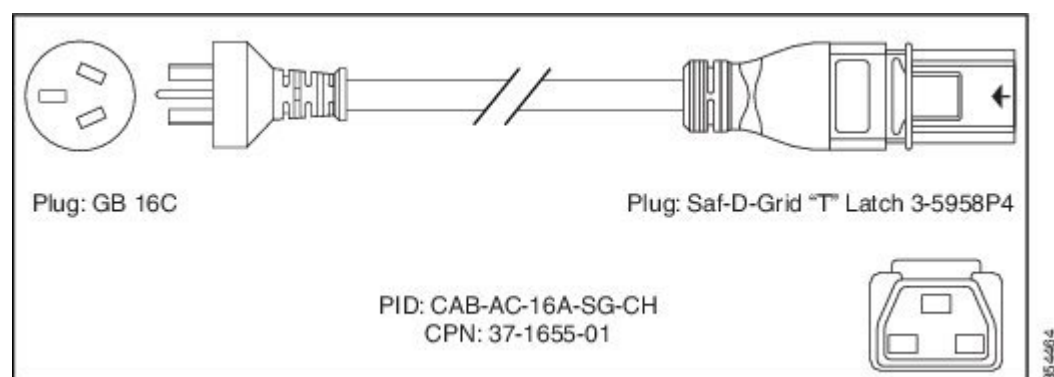 Plug: GB 16C
Plug: Saf-D-Grid “T” Latch 3-5958P4
PID: CAB-AC-16A-SG-CH
CPN: 37-1655-01
354464